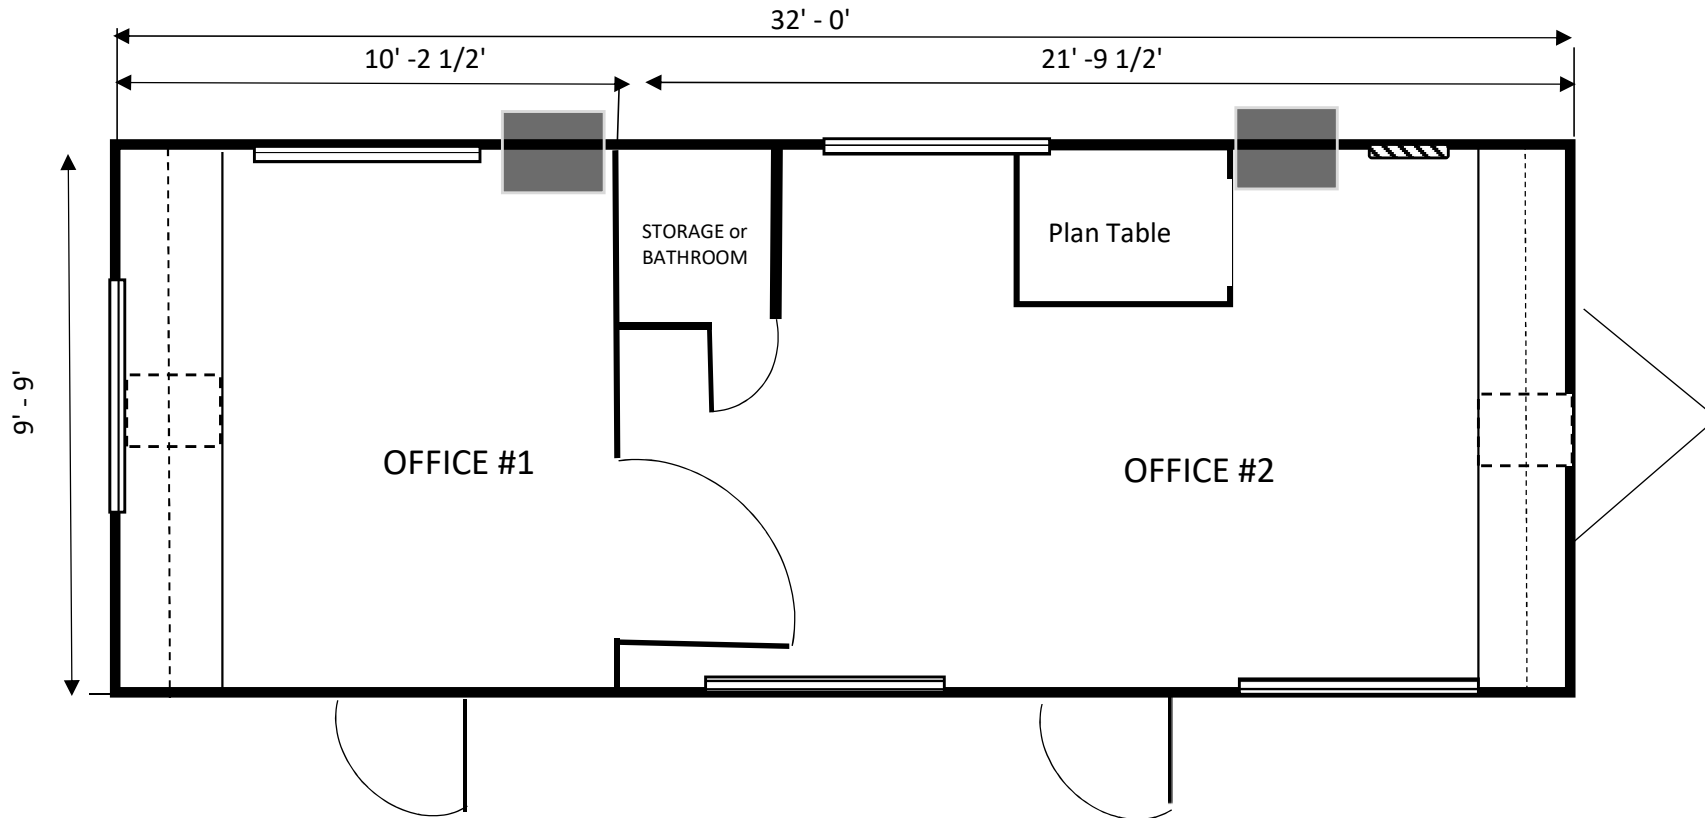 32' - 0'
10' -2 1/2'
21' -9 1/2'
STORAGE or
BATHROOM
Plan Table
9' - 9'
OFFICE #1
OFFICE #2